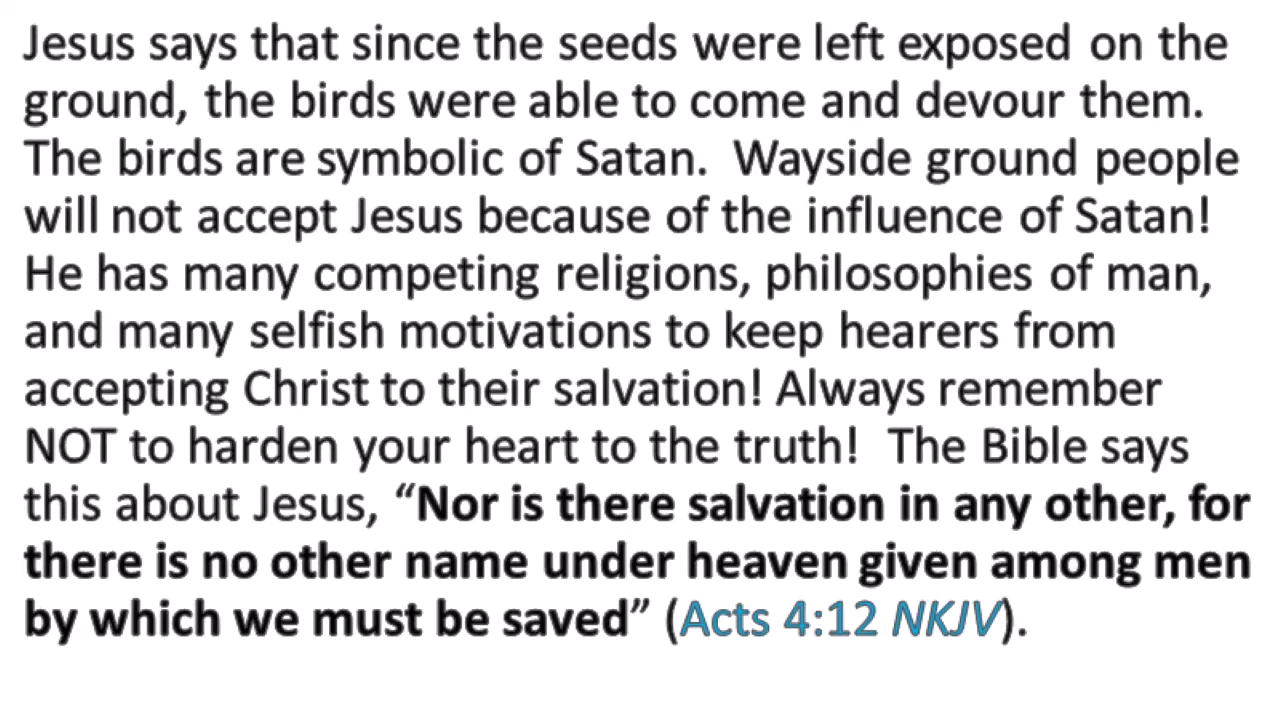 Jesus says that since the seeds were left exposed on the
ground, the birds were able to come and devour them.
The birds are symbolic of Satan.  Wayside ground people
will not accept Jesus because of the influence of Satan!
He has many competing religions, philosophies of man,
and many selfish motivations to keep hearers from
accepting Christ to their salvation! Always remember
NOT to harden your heart to the truth!  The Bible says
this about Jesus, “Nor is there salvation in any other, for
there is no other name under heaven given among men
by which we must be saved” (Acts 4:12 NKJV).